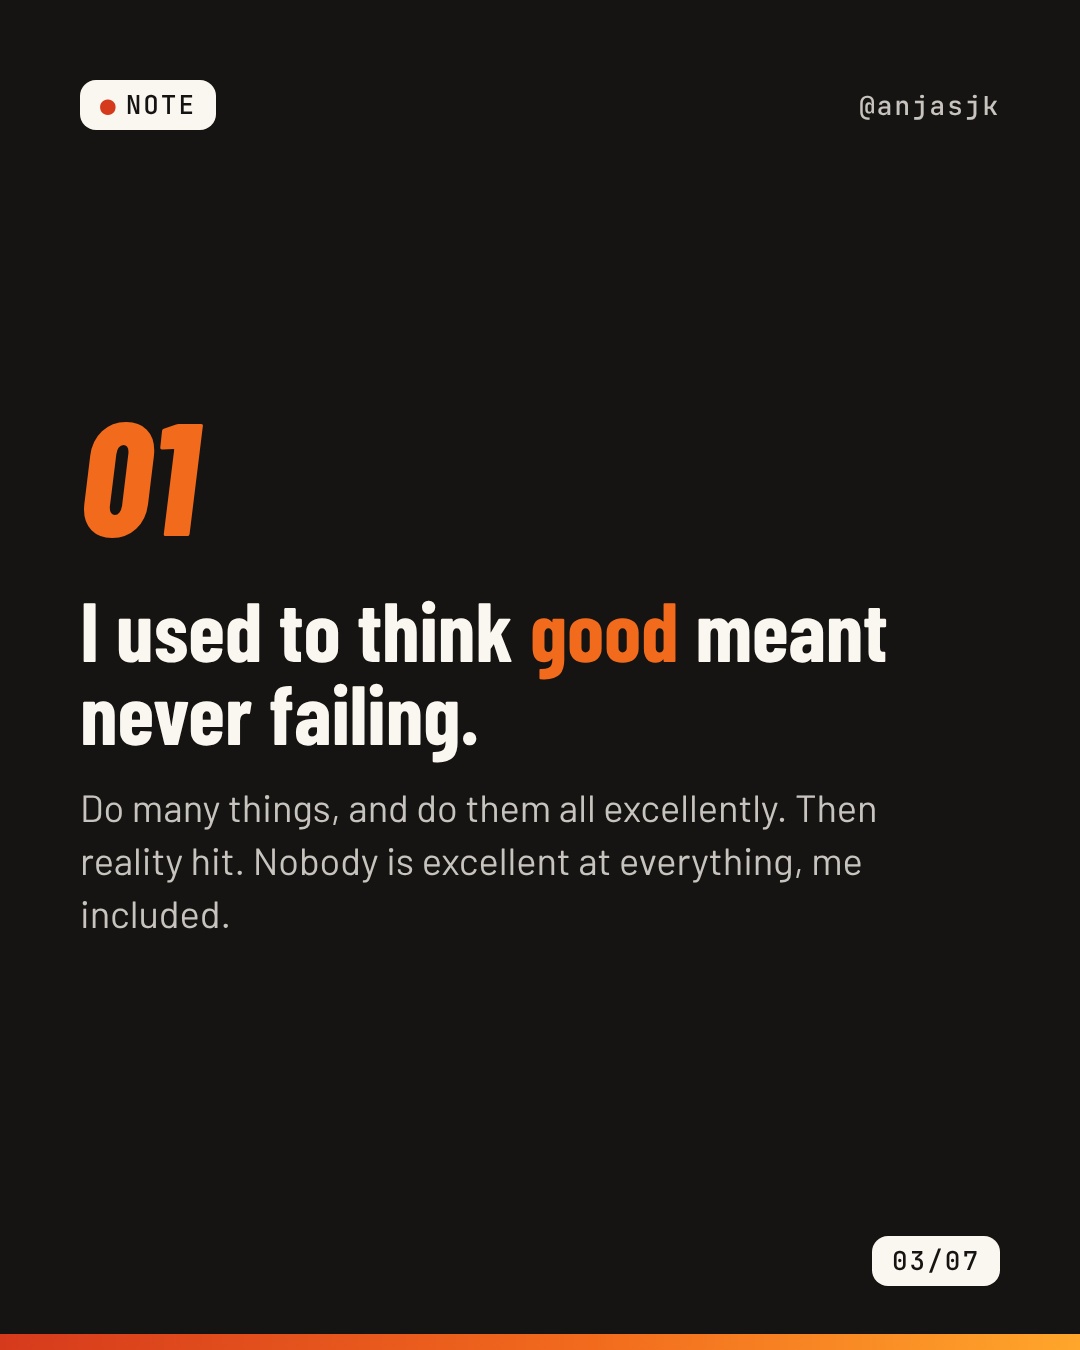 NOTE
@anjasjk
01
I used to think good meant
never failing.
Do many things, and do them all excellently. Then
reality hit. Nobody is excellent at everything, me
included.
03/07